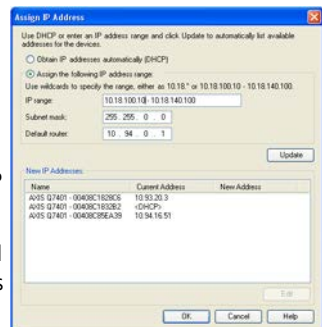 Assign IP Address
Use DHCP or enter an IP address range and click Update to automatically list available
addresses for the devices.
Obtain IP addresses automatically (DHCP)
Assign the following IP address range:
Use wildcards to specify the range, either as 10.18.* or 10.18.100.10 - 10.18.140.100.
IP range: 10.18.100.10 - 10.18.140.100
Subnet mask: 255 . 255 . 0 . 0
Default router: 10 . 94 . 0 . 1
Update
New IP Addresses:
Name Current Address New Address
AXIS Q7401 - 00408C1828C6 10.93.20.3
AXIS Q7401 - 00408C1832B2 <DHCP>
AXIS Q7401 - 00408C85EA39 10.94.16.51
Edit
OK Cancel Help